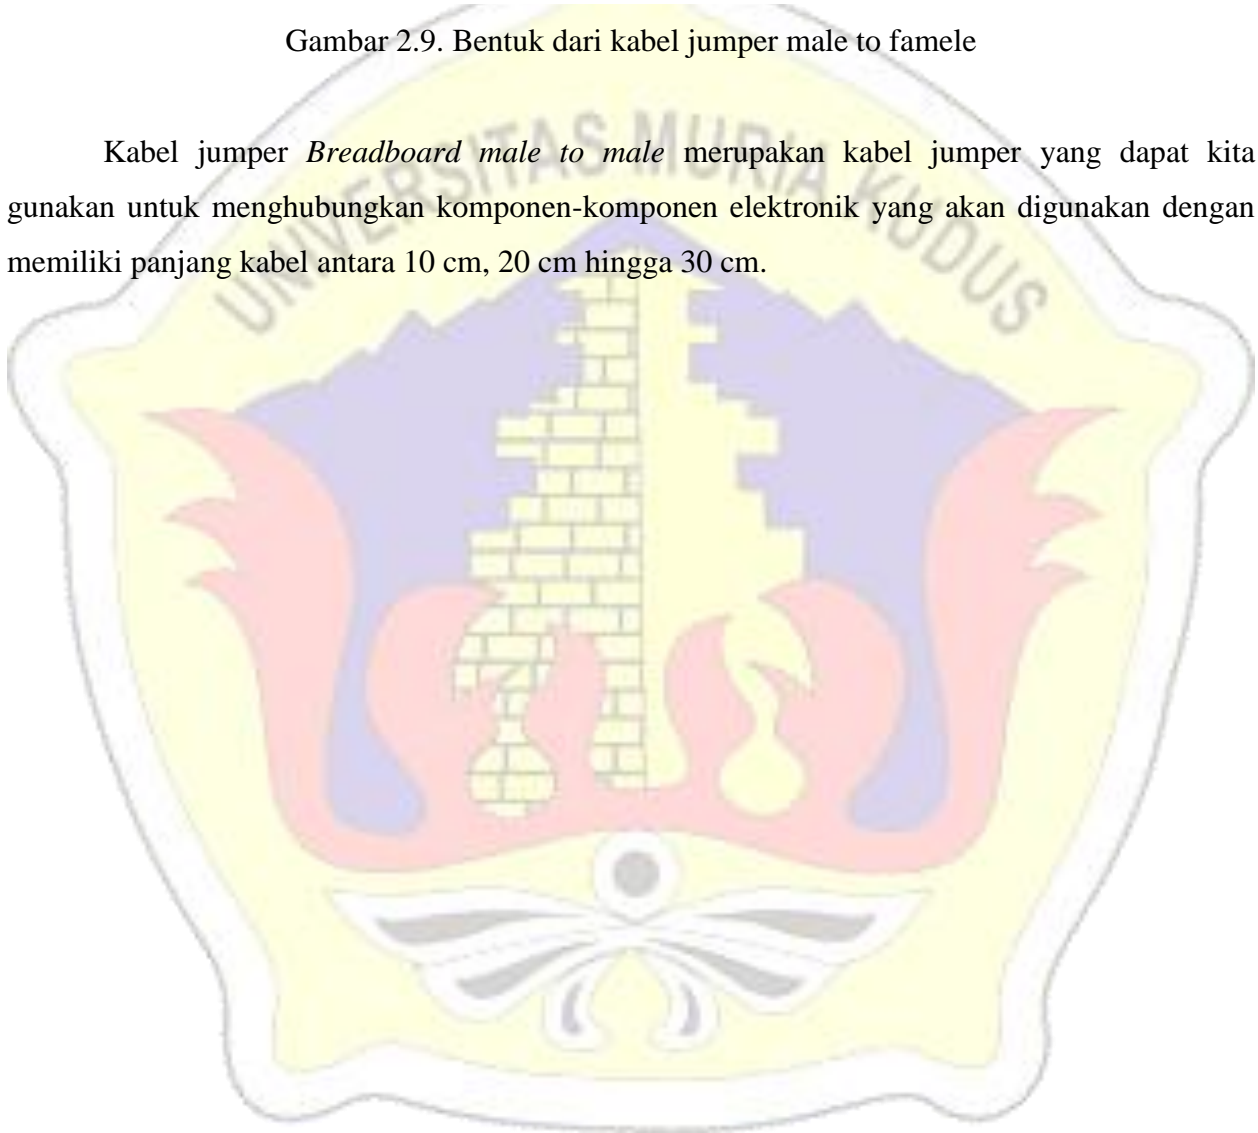 Gambar 2.9. Bentuk dari kabel jumper male to famele
UNIVERSITAS MURIA KUDUS
Kabel jumper Breadboard male to male merupakan kabel jumper yang dapat kita
gunakan untuk menghubungkan komponen-komponen elektronik yang akan digunakan dengan
memiliki panjang kabel antara 10 cm, 20 cm hingga 30 cm.